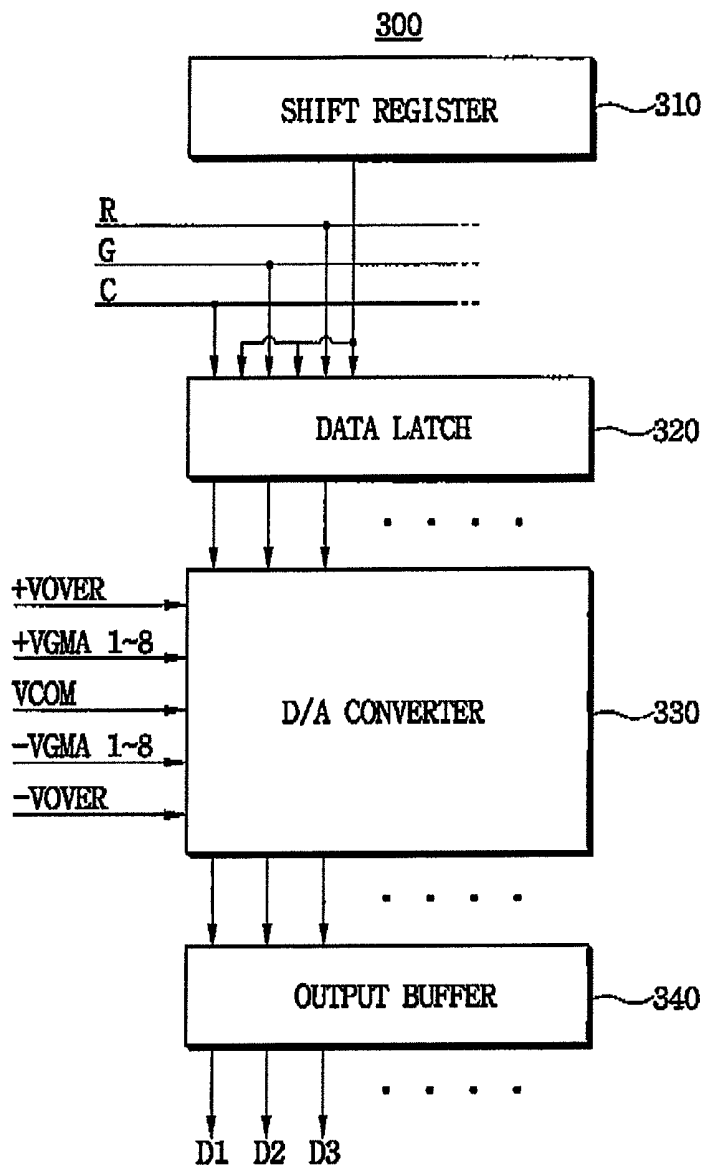 300
SHIFT REGISTER
310
R
G
C
DATA LATCH
320
+VOVER
+VGMA 1~8
VCOM
-VGMA 1~8
-VOVER
D/A CONVERTER
330
OUTPUT BUFFER
340
D1 D2 D3